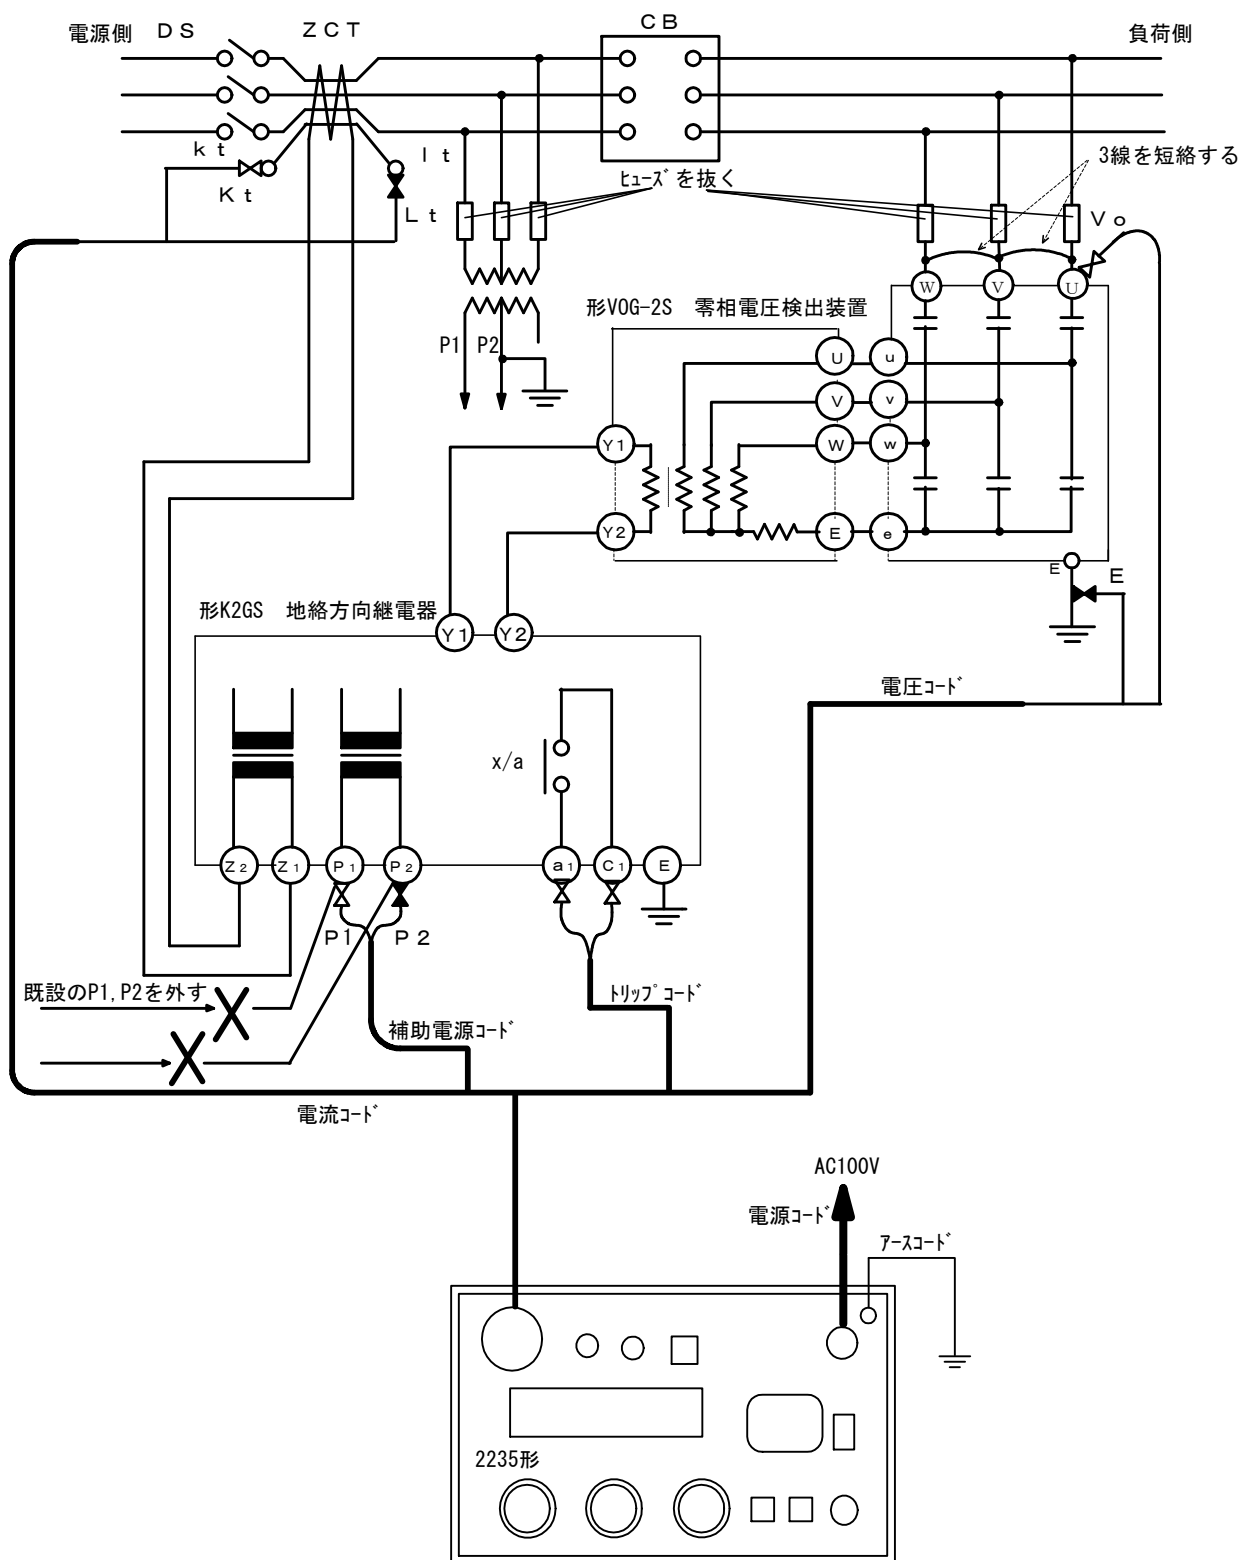 電源側 DS ZCT CB 負荷側
kt lt 3線を短絡する
Kt ﾋｭｰｽﾞを抜く
Lt Vo
W V U
形VOG-2S 零相電圧検出装置
P1 P2 U u
V v
Y1 W w
Y2 E e
E E
形K2GS 地絡方向継電器
Y1 Y2
電圧ｺｰﾄﾞ
x/a
Z2 Z1 P1 P2 a1 C1 E
P1 P2
既設のP1,P2を外す ﾄﾘｯﾌﾟｺｰﾄﾞ
補助電源ｺｰﾄﾞ
電流ｺｰﾄﾞ
AC100V
電源ｺｰﾄﾞ
ｱｰｽｺｰﾄﾞ
2235形